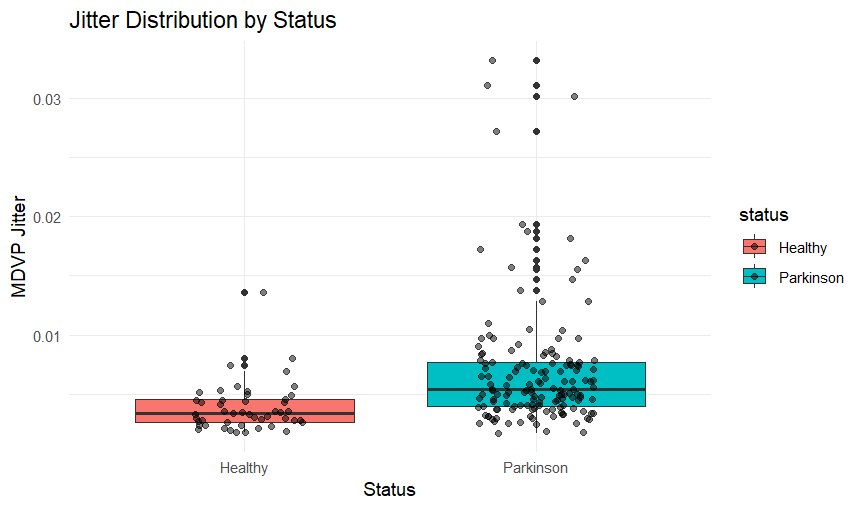 Jitter Distribution by Status
0.03
0.02
0.01
MDVP Jitter
Healthy
Parkinson
Status
status
Healthy
Parkinson